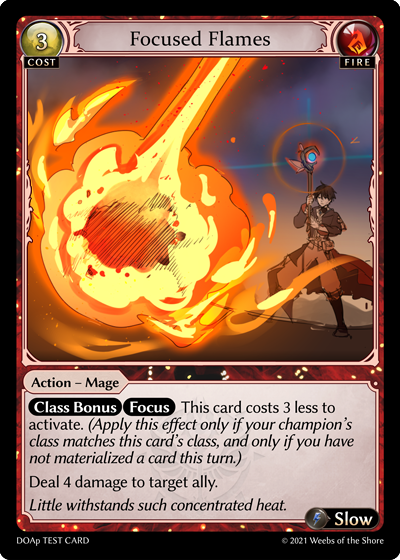 3
Focused Flames
COST
FIRE
Action – Mage
Class Bonus Focus This card costs 3 less to
activate. (Apply this effect only if your champion's
class matches this card's class, and only if you have
not materialized a card this turn.)
Deal 4 damage to target ally.
Little withstands such concentrated heat.
Slow
DOAp TEST CARD
© 2021 Weebs of the Shore